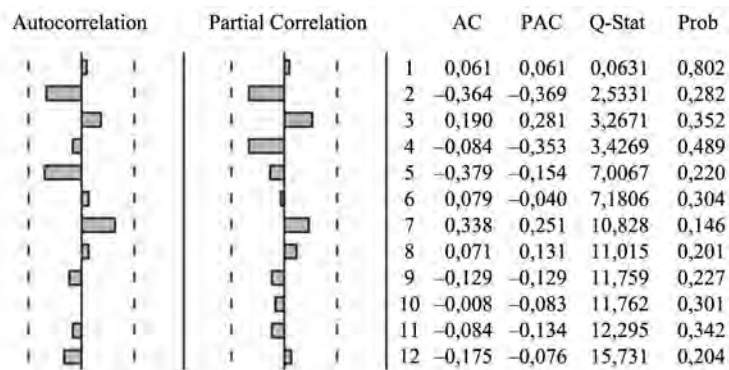 Autocorrelation Partial Correlation AC PAC Q-Stat Prob
1 0,061 0,061 0,0631 0,802
2 –0,364 –0,369 2,5331 0,282
3 0,190 0,281 3,2671 0,352
4 –0,084 –0,353 3,4269 0,489
5 –0,379 –0,154 7,0067 0,220
6 0,079 –0,040 7,1806 0,304
7 0,338 0,251 10,828 0,146
8 0,071 0,131 11,015 0,201
9 –0,129 –0,129 11,759 0,227
10 –0,008 –0,083 11,762 0,301
11 –0,084 –0,134 12,295 0,342
12 –0,175 –0,076 15,731 0,204